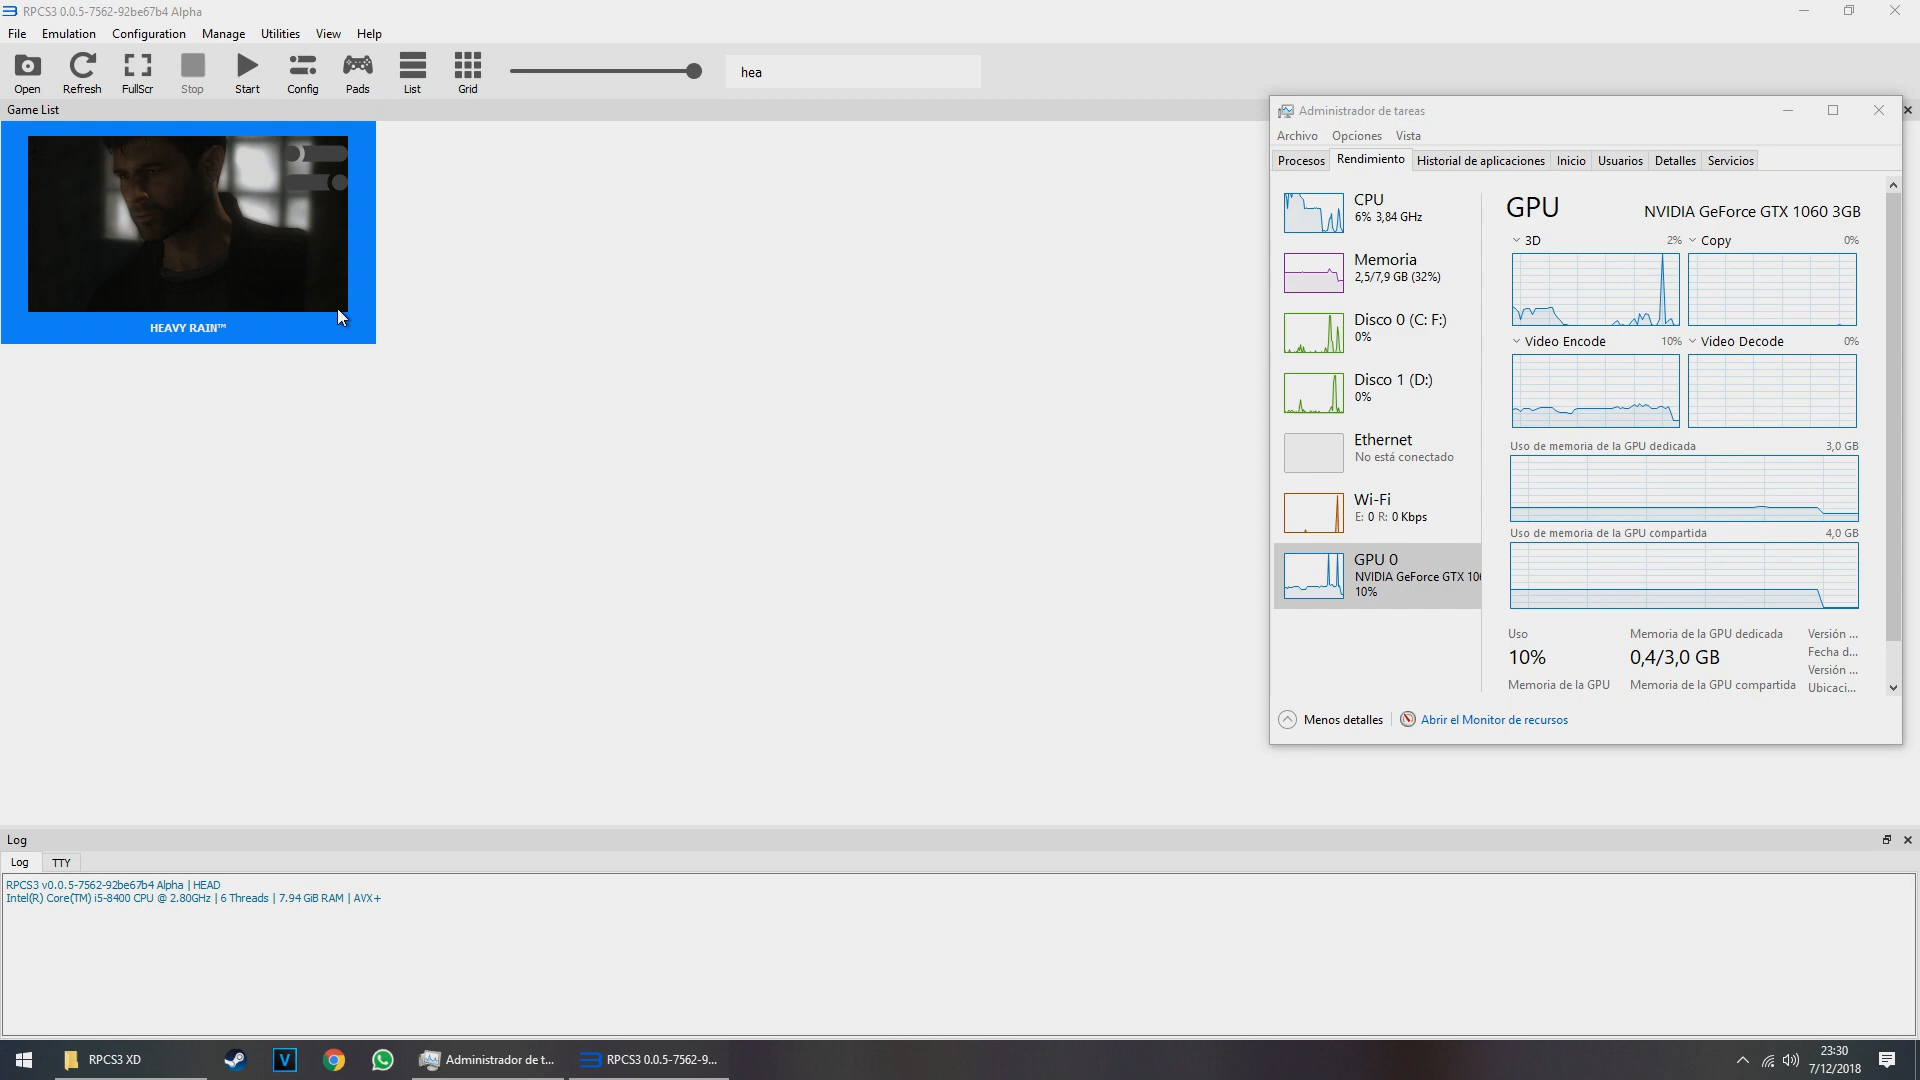 RPCS3 0.0.5-7562-92be67b4 Alpha
File Emulation Configuration Manage Utilities View Help
Open Refresh FullScr Stop Start Config Pads List Grid
hea
Game List
HEAVY RAIN™
Administrador de tareas
Archivo Opciones Vista
Procesos Rendimiento Historial de aplicaciones Inicio Usuarios Detalles Servicios
CPU
6% 3,84 GHz
Memoria
2,5/7,9 GB (32%)
Disco 0 (C: F:)
0%
Disco 1 (D:)
0%
Ethernet
No está conectado
Wi-Fi
E: 0 R: 0 Kbps
GPU 0
NVIDIA GeForce GTX 106
10%
GPU NVIDIA GeForce GTX 1060 3GB
3D 2% Copy 0%
Video Encode 10% Video Decode 0%
Uso de memoria de la GPU dedicada 3,0 GB
Uso de memoria de la GPU compartida 4,0 GB
Uso
10%
Memoria de la GPU
Memoria de la GPU dedicada
0,4/3,0 GB
Memoria de la GPU compartida
Versión ...
Fecha d...
Versión ...
Ubicaci...
Menos detalles Abrir el Monitor de recursos
Log
Log TTY
RPCS3 v0.0.5-7562-92be67b4 Alpha | HEAD
Intel(R) Core(TM) i5-8400 CPU @ 2.80GHz | 6 Threads | 7.94 GiB RAM | AVX+
RPCS3 XD
V
Administrador de t...
RPCS3 0.0.5-7562-9...
23:30
7/12/2018